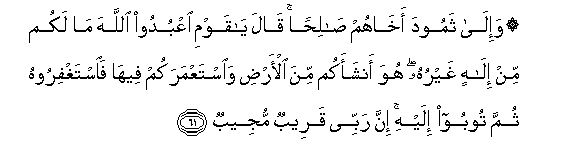 ۞ وَإِلَىٰ ثَمُودَ أَخَاهُمْ صَـٰلِحًا ۚ قَالَ يَـٰقَوْمِ ٱعْبُدُوا۟ ٱللَّهَ مَا لَكُم
مِّنْ إِلَـٰهٍ غَيْرُهُۥ ۖ هُوَ أَنشَأَكُم مِّنَ ٱلْأَرْضِ وَٱسْتَعْمَرَكُمْ فِيهَا فَٱسْتَغْفِرُوهُ
ثُمَّ تُوبُوٓا۟ إِلَيْهِ ۚ إِنَّ رَبِّى قَرِيبٌ مُّجِيبٌ ٦١